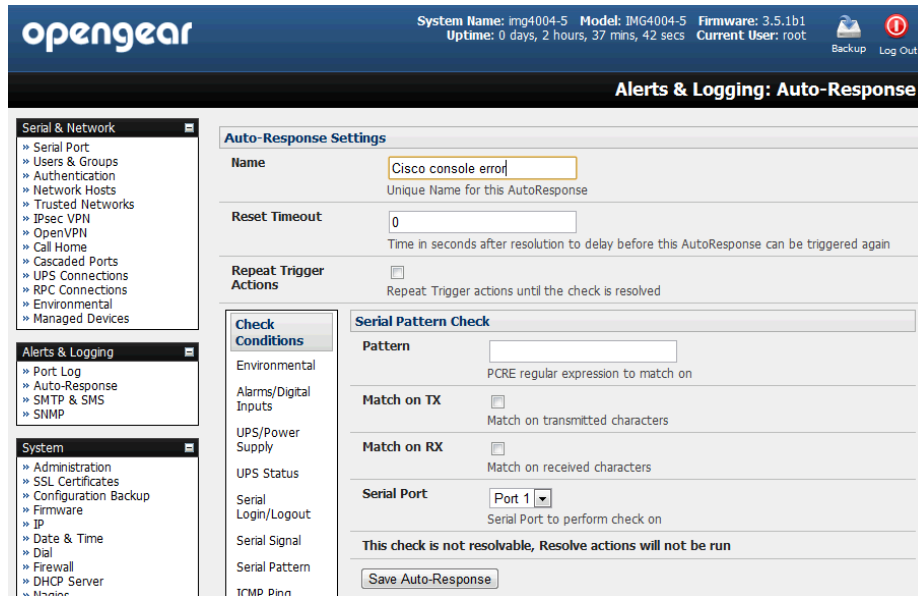 opengear
System Name: img4004-5 Model: IMG4004-5 Firmware: 3.5.1b1
Uptime: 0 days, 2 hours, 37 mins, 42 secs Current User: root
Backup
Log Out
Alerts & Logging: Auto-Response
Serial & Network
» Serial Port
» Users & Groups
» Authentication
» Network Hosts
» Trusted Networks
» IPsec VPN
» OpenVPN
» Call Home
» Cascaded Ports
» UPS Connections
» RPC Connections
» Environmental
» Managed Devices
Alerts & Logging
» Port Log
» Auto-Response
» SMTP & SMS
» SNMP
System
» Administration
» SSL Certificates
» Configuration Backup
» Firmware
» IP
» Date & Time
» Dial
» Firewall
» DHCP Server
» Nagios
Auto-Response Settings
Name
Cisco console error
Unique Name for this AutoResponse
Reset Timeout
0
Time in seconds after resolution to delay before this AutoResponse can be triggered again
Repeat Trigger
Actions
Repeat Trigger actions until the check is resolved
Check
Conditions
Environmental
Alarms/Digital
Inputs
UPS/Power
Supply
UPS Status
Serial
Login/Logout
Serial Signal
Serial Pattern
ICMP Ping
Serial Pattern Check
Pattern
PCRE regular expression to match on
Match on TX
Match on transmitted characters
Match on RX
Match on received characters
Serial Port
Port 1
Serial Port to perform check on
This check is not resolvable, Resolve actions will not be run
Save Auto-Response